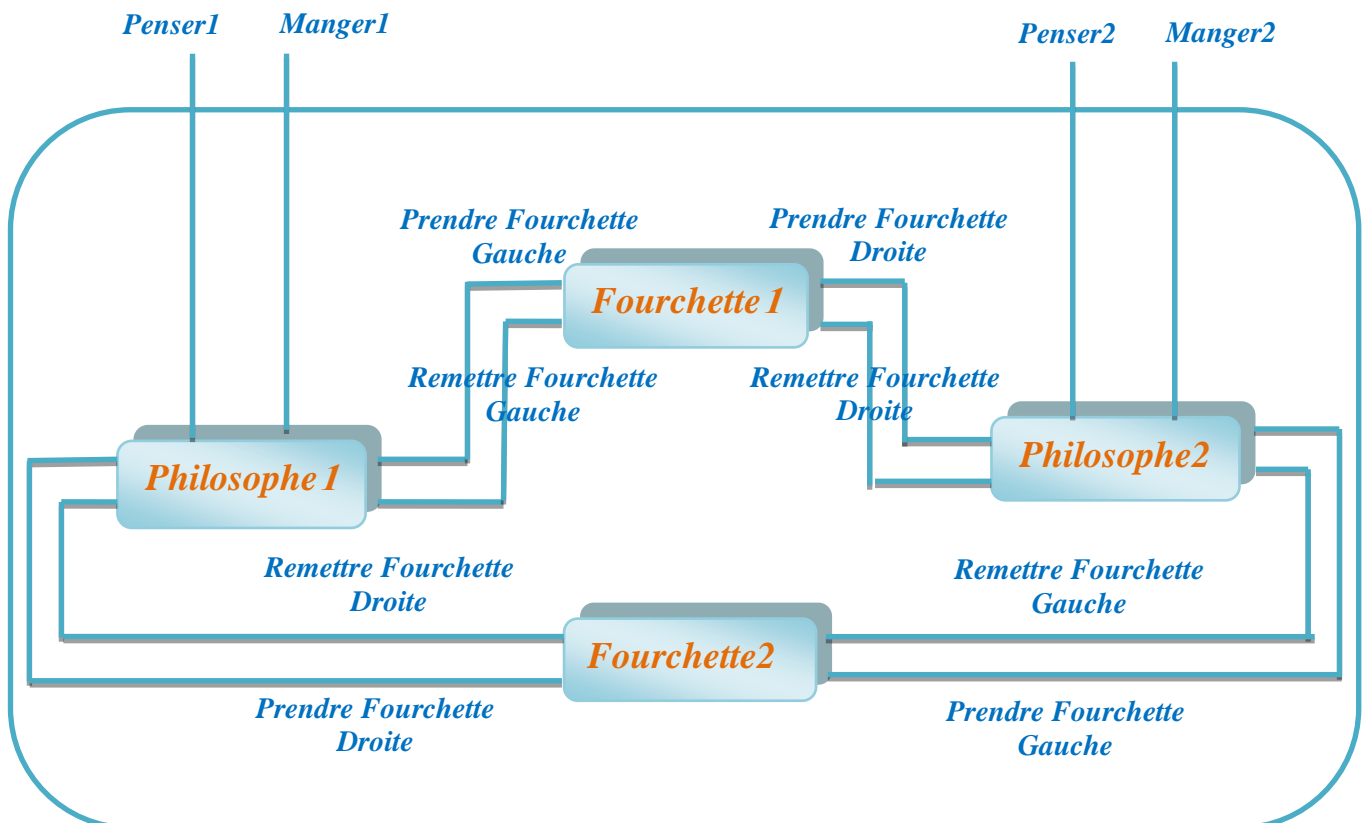 Penser1
Manger1
Penser2
Manger2
Prendre Fourchette
Gauche
Prendre Fourchette
Droite
Fourchette 1
Remettre Fourchette
Gauche
Remettre Fourchette
Droite
Philosophe 1
Philosophe2
Remettre Fourchette
Droite
Remettre Fourchette
Gauche
Fourchette2
Prendre Fourchette
Droite
Prendre Fourchette
Gauche